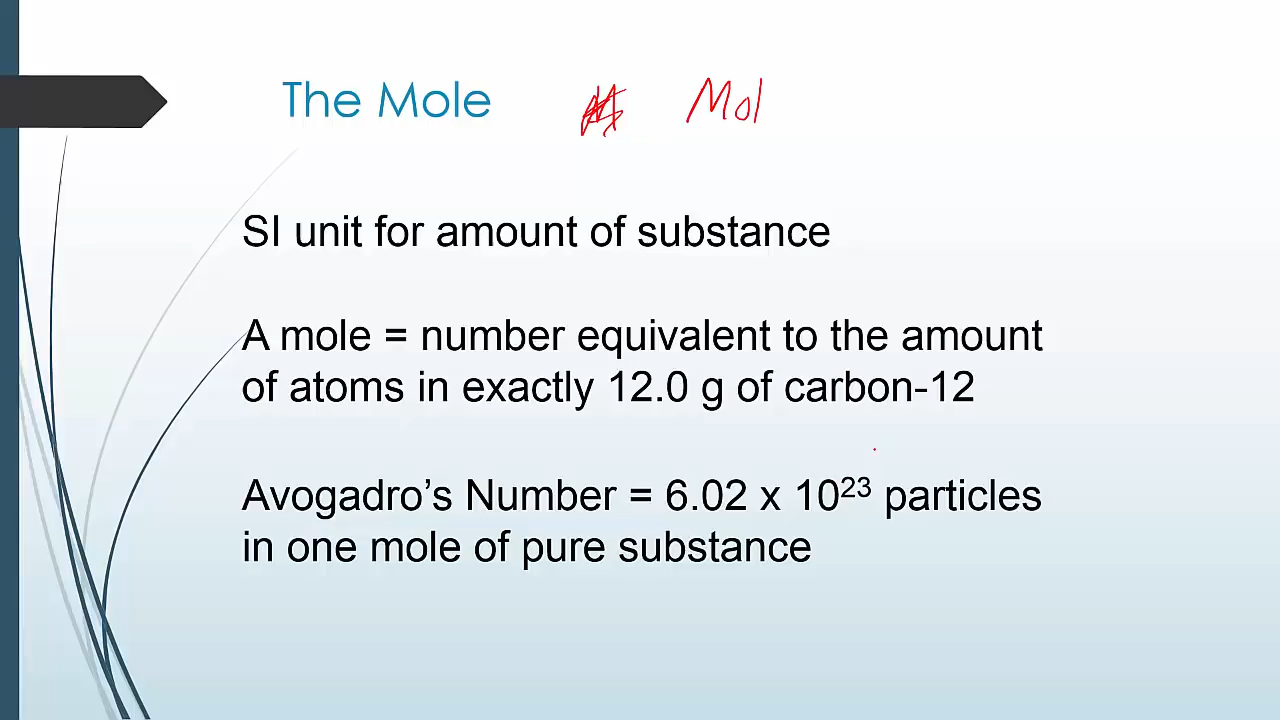 The Mole Mol
SI unit for amount of substance
A mole = number equivalent to the amount
of atoms in exactly 12.0 g of carbon-12
Avogadro’s Number = 6.02 x 10²³ particles
in one mole of pure substance